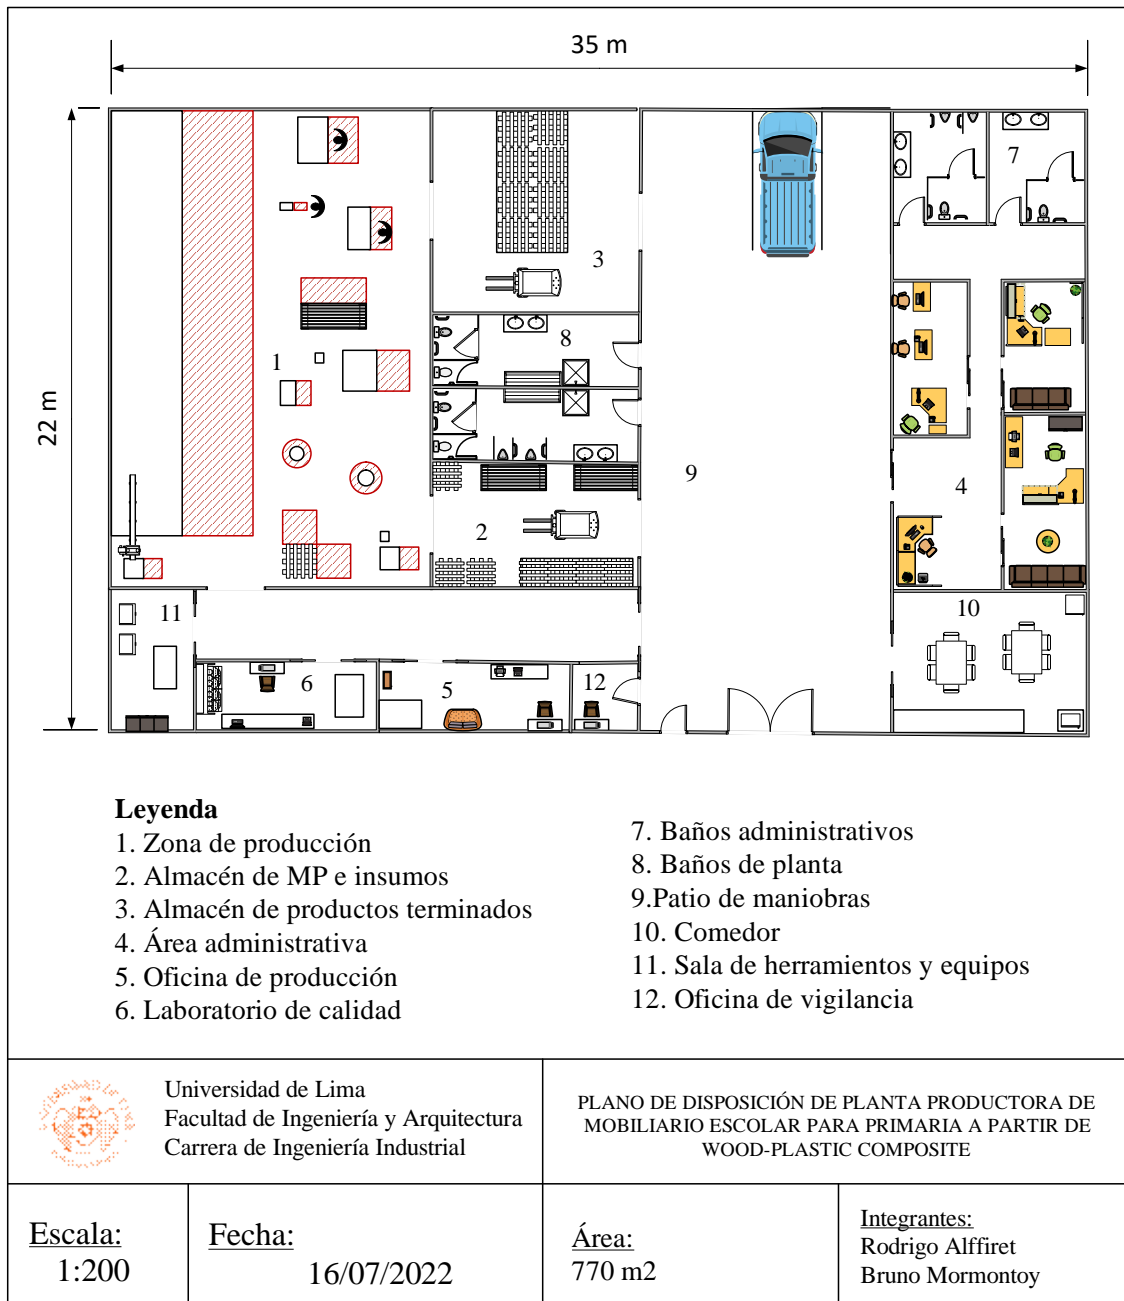 35 m
22 m
7
3
8
1
9
2
4
11
10
6
5
12
Leyenda
1. Zona de producción
2. Almacén de MP e insumos
3. Almacén de productos terminados
4. Área administrativa
5. Oficina de producción
6. Laboratorio de calidad
7. Baños administrativos
8. Baños de planta
9.Patio de maniobras
10. Comedor
11. Sala de herramientos y equipos
12. Oficina de vigilancia
Universidad de Lima
Facultad de Ingeniería y Arquitectura
Carrera de Ingeniería Industrial
PLANO DE DISPOSICIÓN DE PLANTA PRODUCTORA DE
MOBILIARIO ESCOLAR PARA PRIMARIA A PARTIR DE
WOOD-PLASTIC COMPOSITE
Escala:
1:200
Fecha:
16/07/2022
Área:
770 m2
Integrantes:
Rodrigo Alffiret
Bruno Mormontoy